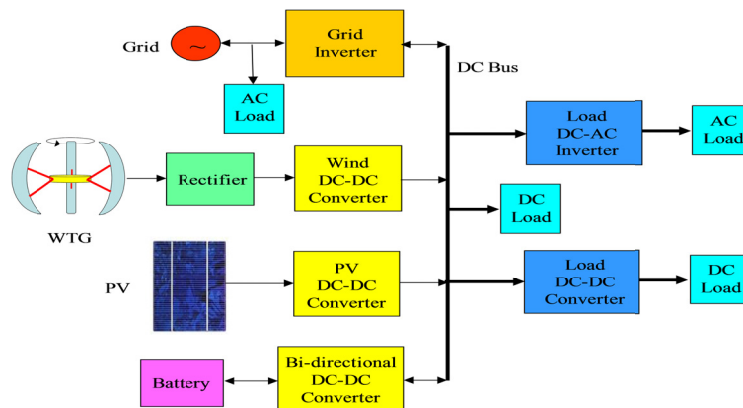 Grid
~
Grid
Inverter
DC Bus
AC
Load
Load
DC-AC
Inverter
AC
Load
Rectifier
Wind
DC-DC
Converter
DC
Load
WTG
PV
PV
DC-DC
Converter
Load
DC-DC
Converter
DC
Load
Battery
Bi-directional
DC-DC
Converter